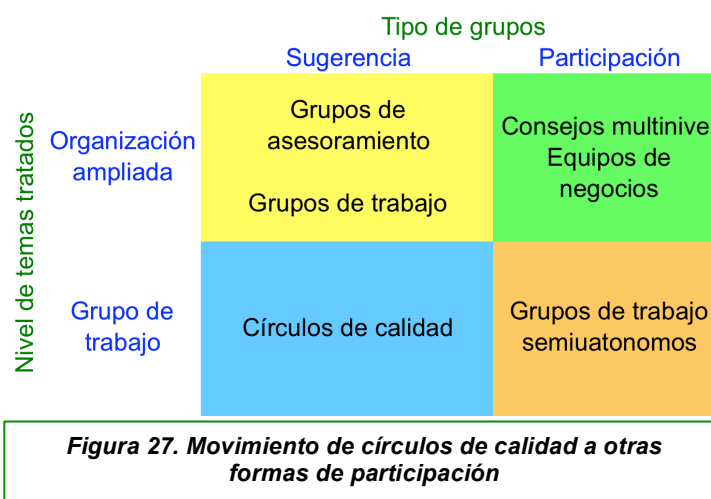 Tipo de grupos
Sugerencia
Participación
Nivel de temas tratados
Organización
ampliada
Grupos de
asesoramiento
Grupos de trabajo
Consejos multinive
Equipos de
negocios
Grupo de
trabajo
Círculos de calidad
Grupos de trabajo
semiuatonomos
Figura 27. Movimiento de círculos de calidad a otras
formas de participación